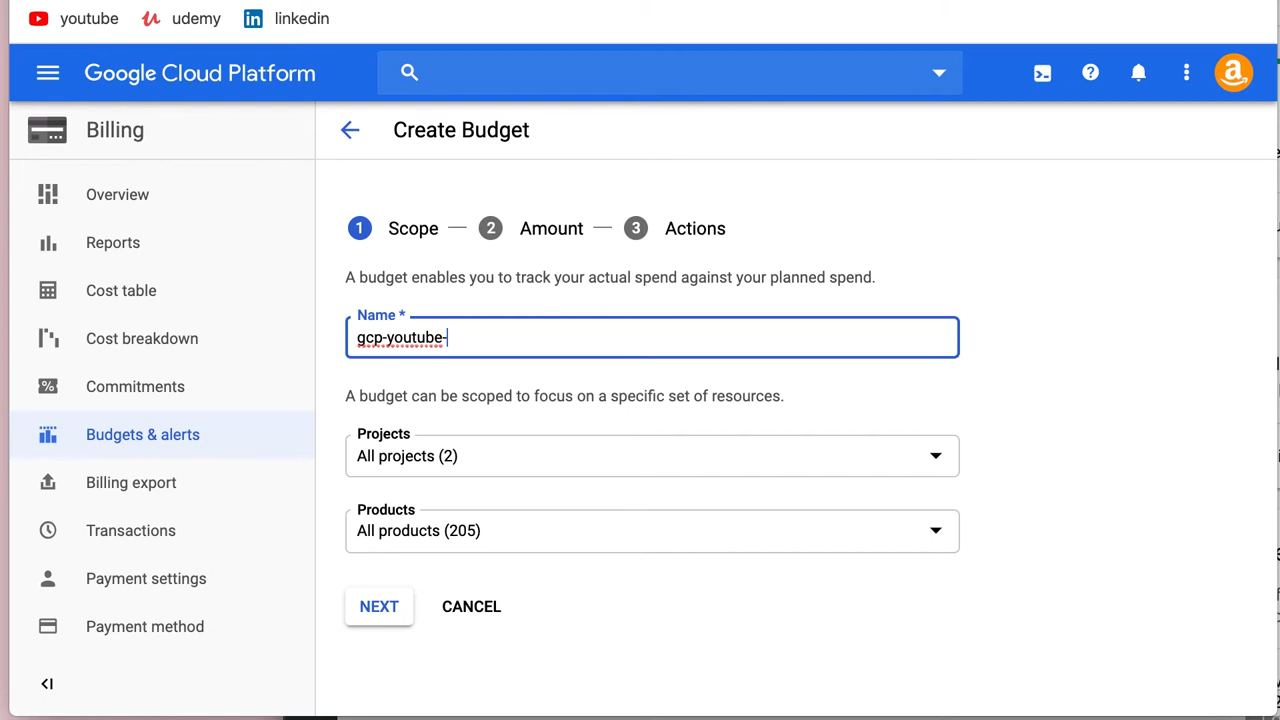 youtube udemy linkedin
Google Cloud Platform
Billing
Create Budget
Overview
Reports
Cost table
Cost breakdown
Commitments
Budgets & alerts
Billing export
Transactions
Payment settings
Payment method
1 Scope — 2 Amount — 3 Actions
A budget enables you to track your actual spend against your planned spend.
Name *
gcp-youtube-
A budget can be scoped to focus on a specific set of resources.
Projects
All projects (2)
Products
All products (205)
NEXT CANCEL